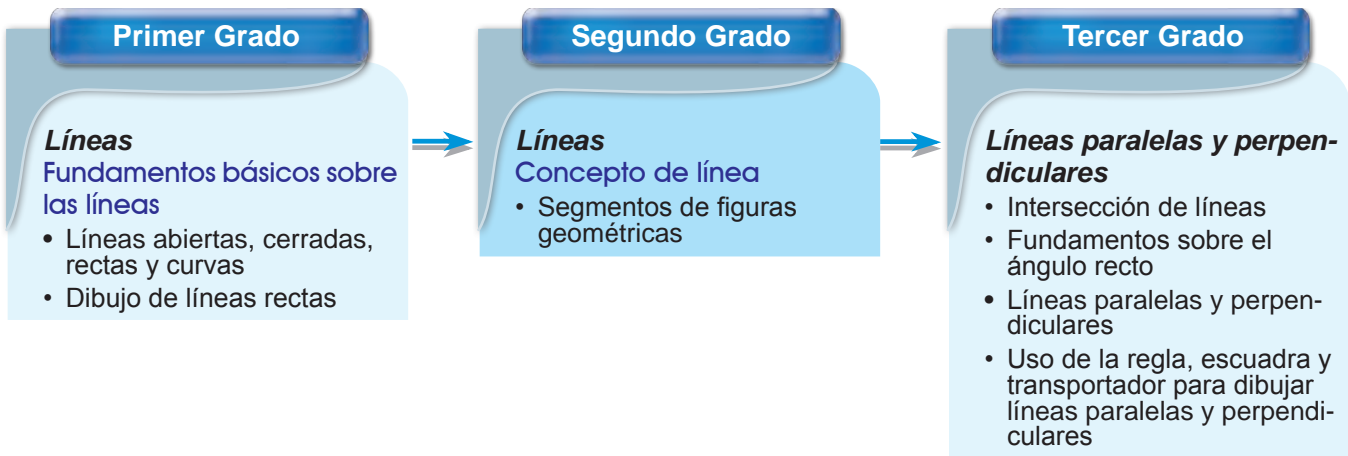 Primer Grado
Líneas
Fundamentos básicos sobre
las líneas
• Líneas abiertas, cerradas,
rectas y curvas
• Dibujo de líneas rectas
Segundo Grado
Líneas
Concepto de línea
• Segmentos de figuras
geométricas
Tercer Grado
Líneas paralelas y perpen-
diculares
• Intersección de líneas
• Fundamentos sobre el
ángulo recto
• Líneas paralelas y perpen-
diculares
• Uso de la regla, escuadra y
transportador para dibujar
líneas paralelas y perpendi-
culares